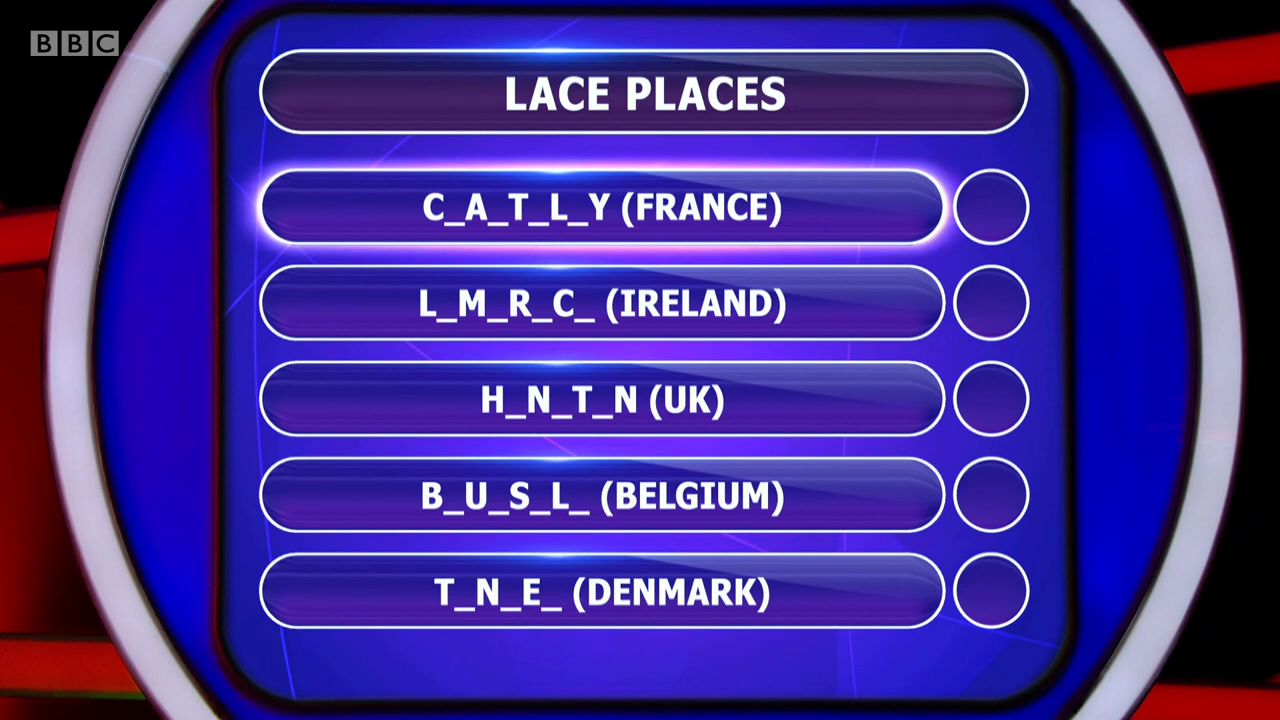 BBC
LACE PLACES
C_A_T_L_Y (FRANCE)
L_M_R_C_ (IRELAND)
H_N_T_N (UK)
B_U_S_L_ (BELGIUM)
T_N_E_ (DENMARK)